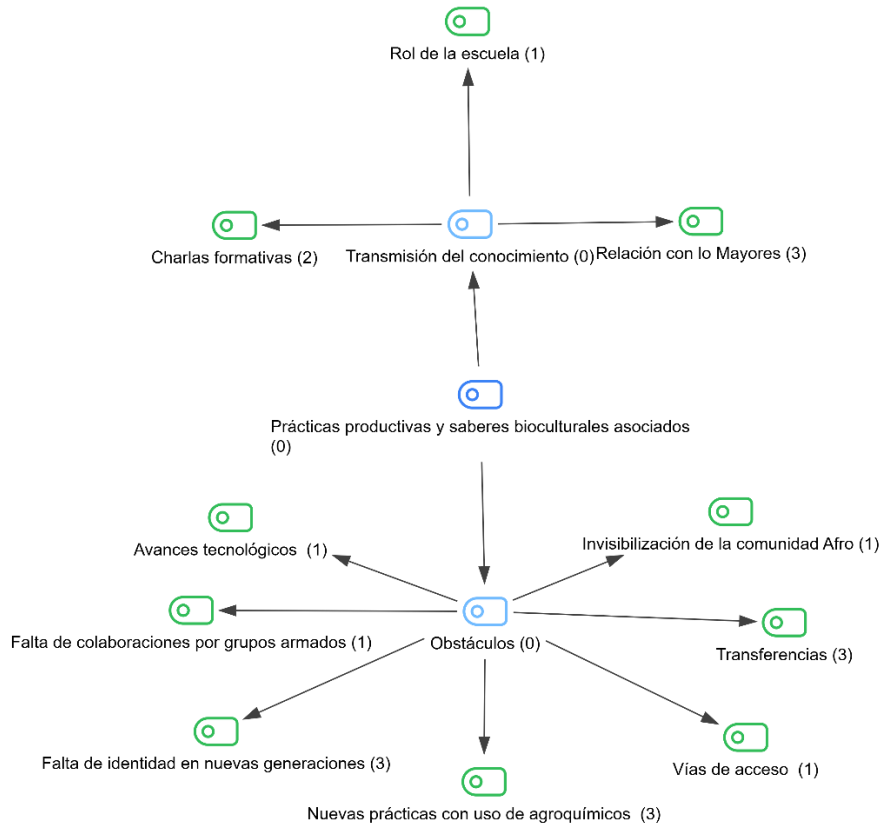 Rol de la escuela (1)
Charlas formativas (2)
Transmisión del conocimiento (0)
Relación con lo Mayores (3)
Prácticas productivas y saberes bioculturales asociados
(0)
Avances tecnológicos (1)
Invisibilización de la comunidad Afro (1)
Falta de colaboraciones por grupos armados (1)
Obstáculos (0)
Transferencias (3)
Falta de identidad en nuevas generaciones (3)
Vías de acceso (1)
Nuevas prácticas con uso de agroquímicos (3)